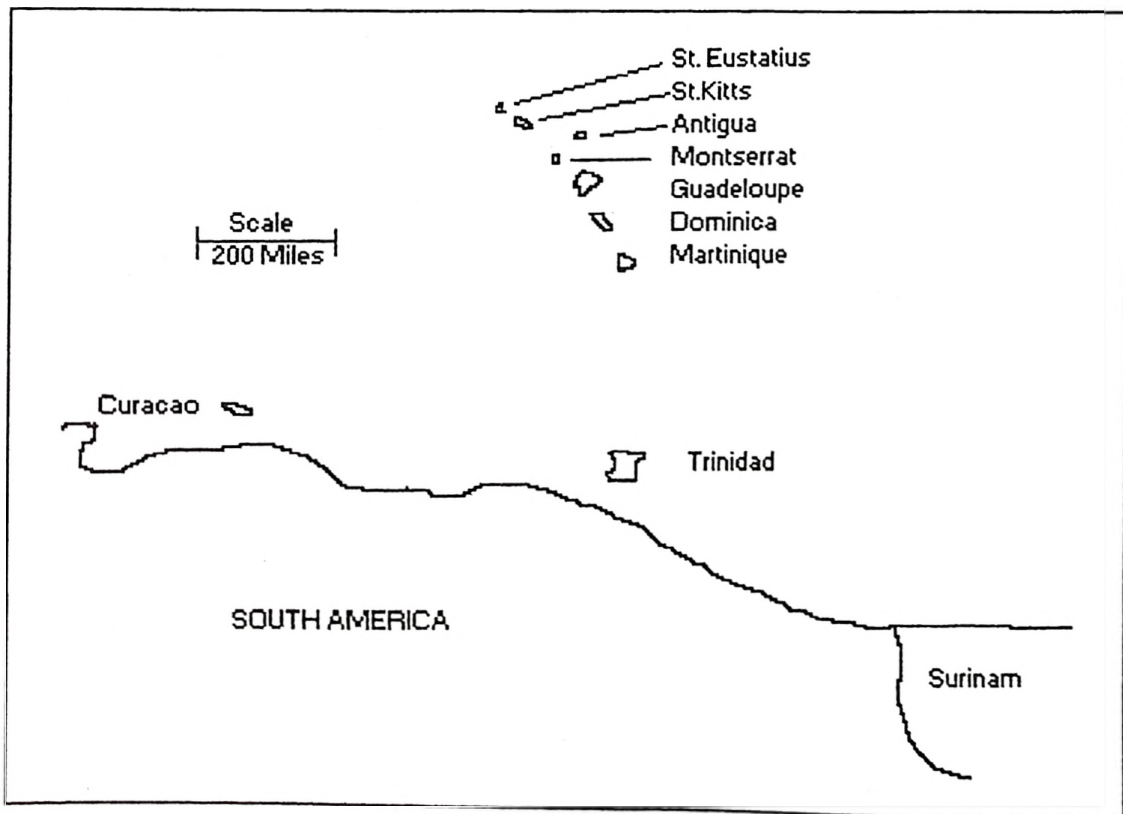 St. Eustatius
St.Kitts
Antigua
Montserrat
Guadeloupe
Dominica
Martinique
Scale
200 Miles
Curacao
Trinidad
SOUTH AMERICA
Surinam